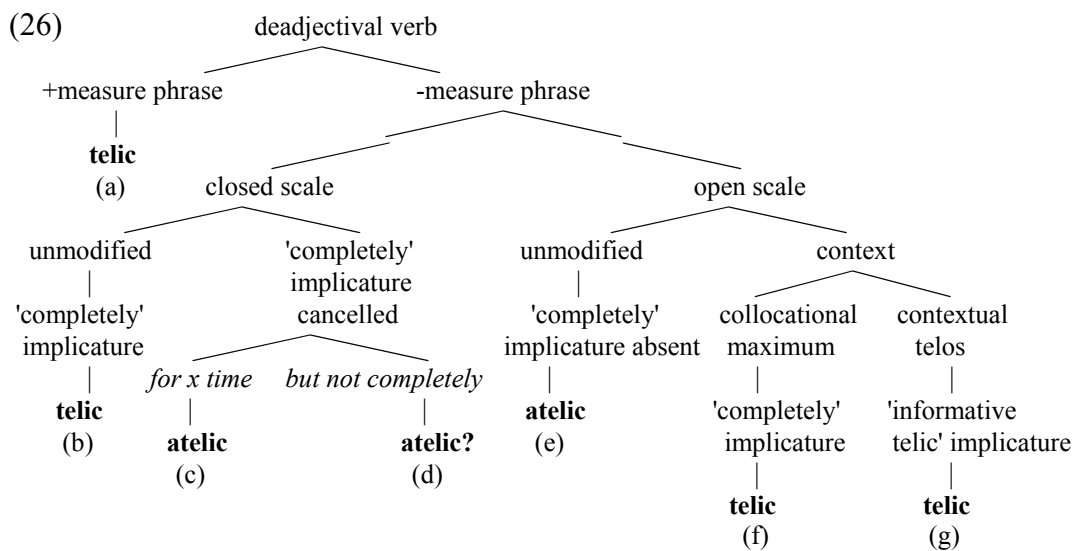 (26) deadjectival verb
+measure phrase -measure phrase
telic
(a)
closed scale open scale
unmodified 'completely' unmodified context
implicature
'completely' cancelled 'completely' collocational contextual
implicature implicature absent maximum telos
for x time but not completely
telic atelic 'completely' 'informative
(b) atelic atelic? (e) implicature telic' implicature
(c) (d)
telic telic
(f) (g)